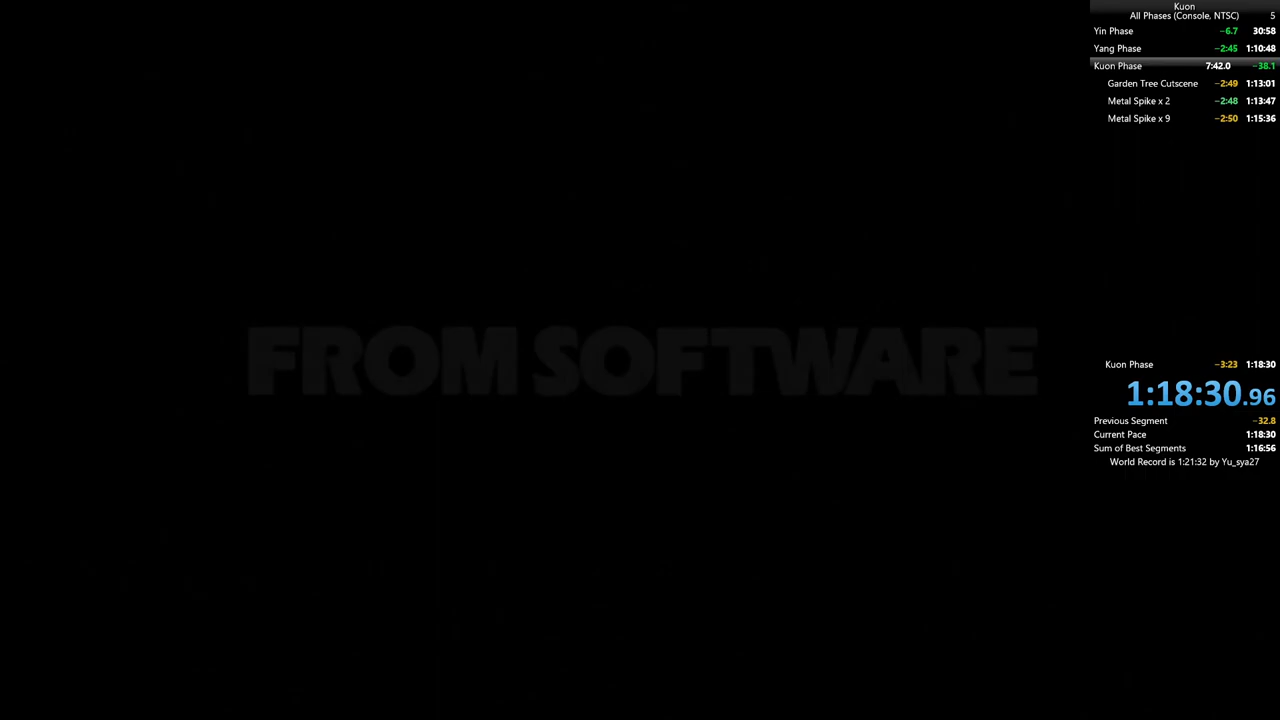 Kuon
All Phases (Console, NTSC) 5
Yin Phase -6.7 30:58
Yang Phase -2:45 1:10:48
Kuon Phase 7:42.0 -38.1
Garden Tree Cutscene -2:49 1:13:01
Metal Spike x 2 -2:48 1:13:47
Metal Spike x 9 -2:50 1:15:36
FROM SOFTWARE
Kuon Phase -3:23 1:18:30
1:18:30.96
Previous Segment -32.8
Current Pace 1:18:30
Sum of Best Segments 1:16:56
World Record is 1:21:32 by Yu_sya27